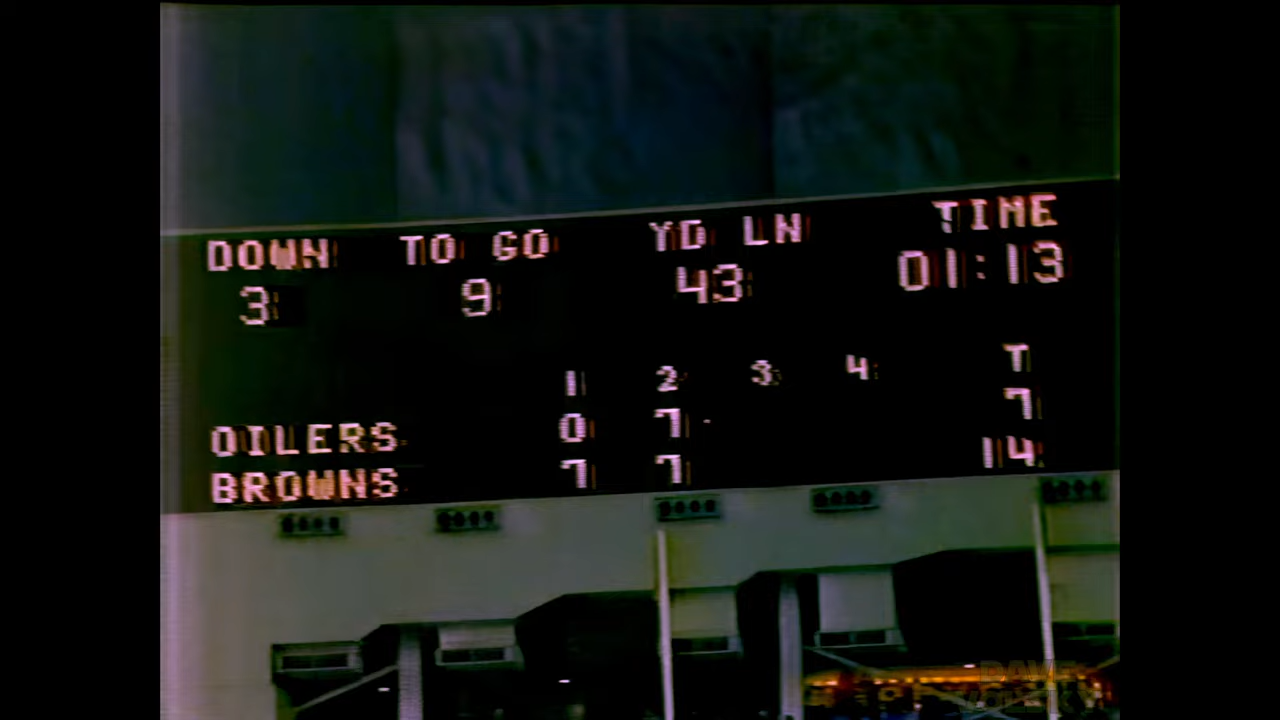 DOWN TO GO YD LN TIME
3 9 43 01:13
1 2 3 4 T
OILERS 0 7 7
BROWNS 7 7 14
DAVE